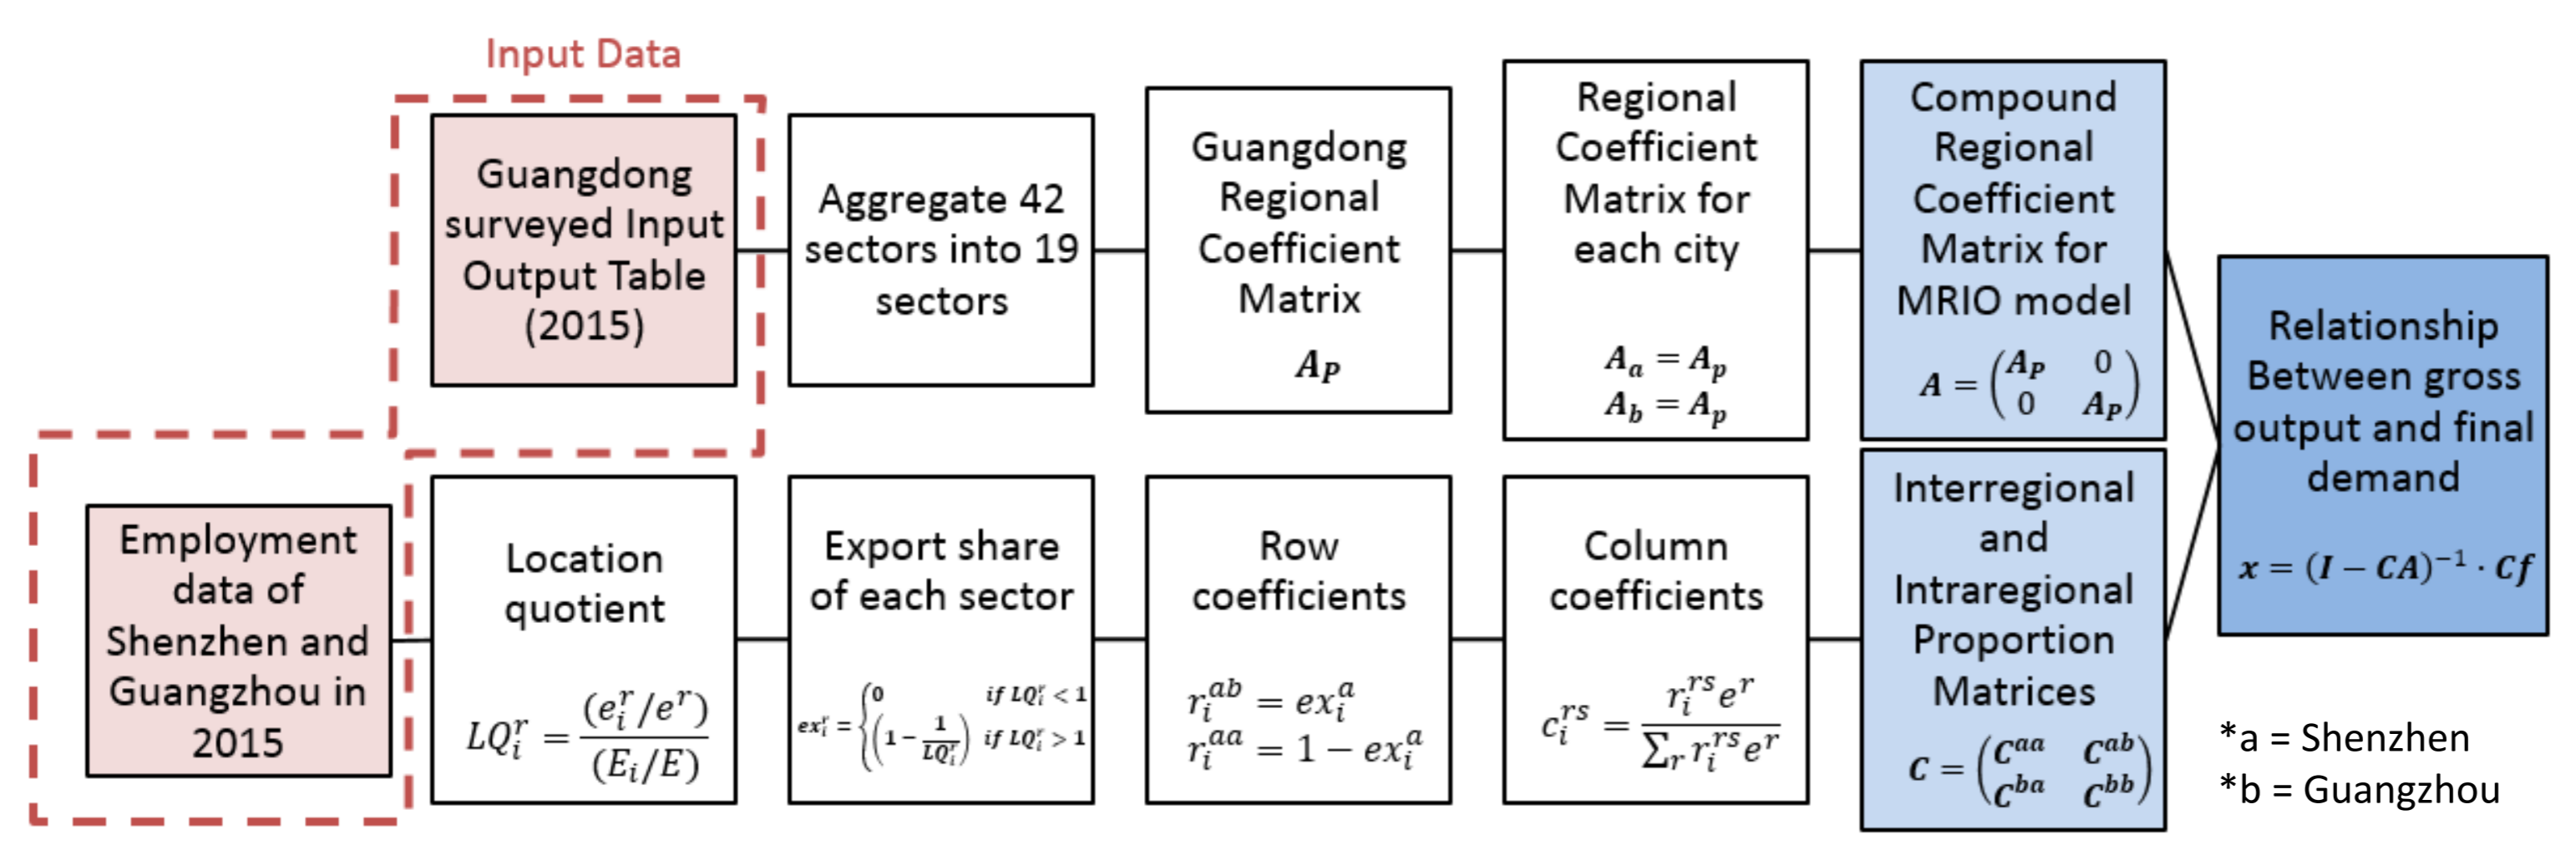 Input Data
Guangdong
surveyed Input
Output Table
(2015)
Aggregate 42
sectors into 19
sectors
Guangdong
Regional
Coefficient
Matrix
A_P
Regional
Coefficient
Matrix for
each city
A_a = A_p
A_b = A_p
Compound
Regional
Coefficient
Matrix for
MRIO model
A = (A_P 0
0 A_P)
Relationship
Between gross
output and final
demand
x = (I − CA)^{−1} · Cf
Employment
data of
Shenzhen and
Guangzhou in
2015
Location
quotient
LQ_i^r = (e_i^r/e^r) / (E_i/E)
Export share
of each sector
ex_i^r = {0 if LQ_i^r < 1
(1 − 1/LQ_i^r) if LQ_i^r > 1
Row
coefficients
r_i^{ab} = ex_i^a
r_i^{aa} = 1 − ex_i^a
Column
coefficients
c_i^{rs} = r_i^{rs}e^r / ∑_r r_i^{rs}e^r
Interregional
and
Intraregional
Proportion
Matrices
C = (C^{aa} C^{ab}
C^{ba} C^{bb})
*a = Shenzhen
*b = Guangzhou